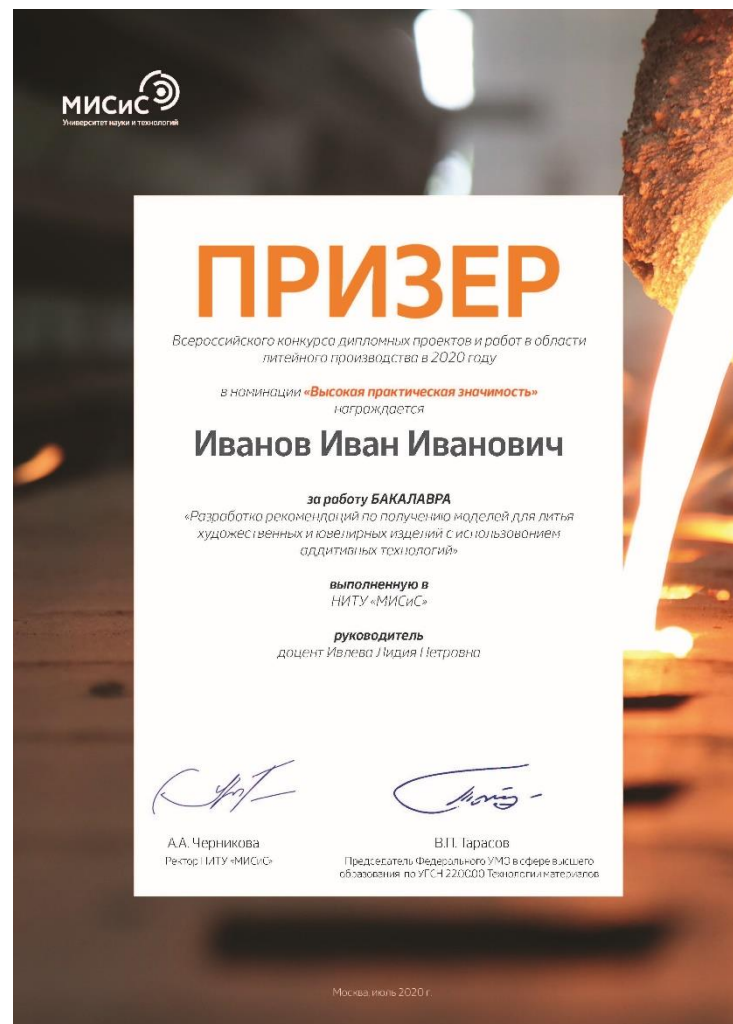 МИСиС
Университет науки и технологий
ПРИЗЕР
Всероссийского конкурса дипломных проектов и работ в области
литейного производства в 2020 году
в номинации «Высокая практическая значимость»
награждается
Иванов Иван Иванович
за работу БАКАЛАВРА
«Разработка рекомендаций по получению моделей для литья
художественных и ювелирных изделий с использованием
аддитивных технологий»
выполненную в
НИТУ «МИСиС»
руководитель
доцент Ивлева Лидия Петровна
А.А. Черникова
Ректор НИТУ «МИСиС»
В.П. Тарасов
Председатель Федерального УМО в сфере высшего
образования по УГСН 22.00.00 Технологии материалов
Москва, июль 2020 г.